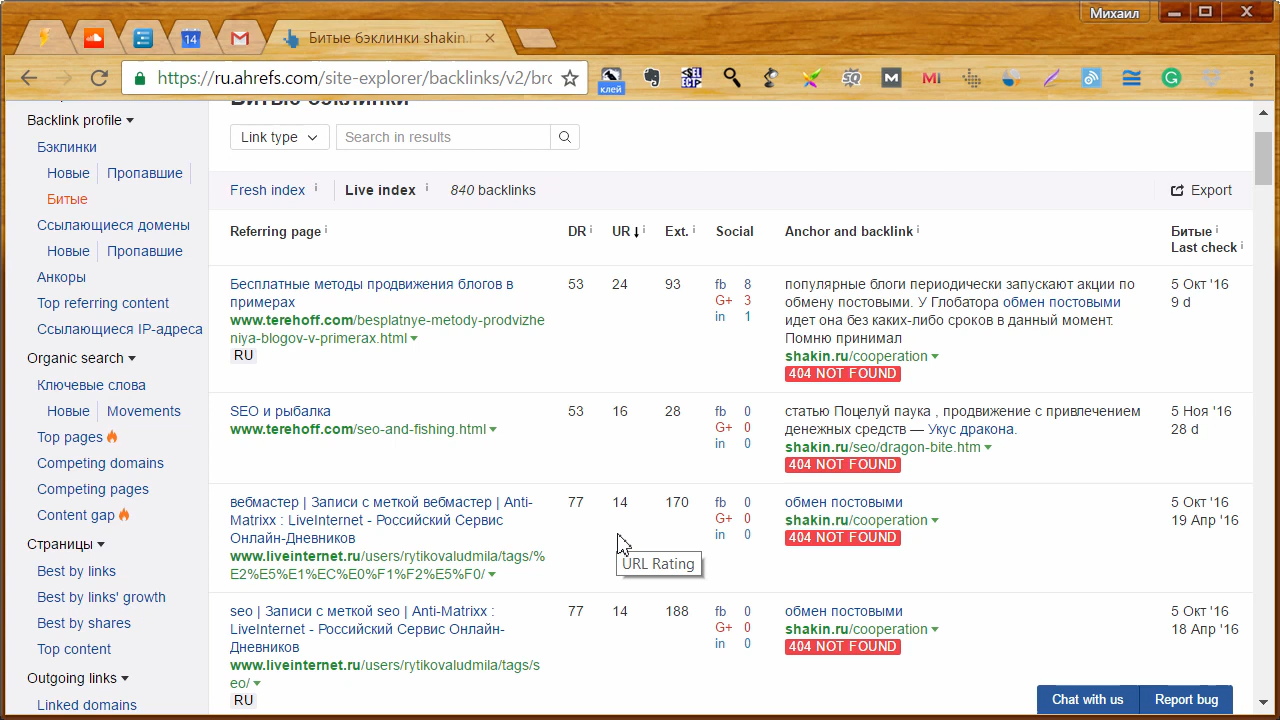 Михаил
14
Битые бэклинки shakin.
https://ru.ahrefs.com/site-explorer/backlinks/v2/bro
клей
SEL
ECTF
SQ
M
MI
G
Битые бэклинки
Backlink profile
Бэклинки
Новые
Пропавшие
Битые
Ссылающиеся домены
Новые
Пропавшие
Анкоры
Top referring content
Ссылающиеся IP-адреса
Organic search
Ключевые слова
Новые
Movements
Top pages
Competing domains
Competing pages
Content gap
Страницы
Best by links
Best by links' growth
Best by shares
Top content
Outgoing links
Linked domains
Link type
Search in results
Fresh index i
Live index i
840 backlinks
Export
Referring page i
DR i
UR i
Ext. i
Social
Anchor and backlink i
Битые i
Last check i
Бесплатные методы продвижения блогов в
примерах
www.terehoff.com/besplatnye-metody-prodvizhe
niya-blogov-v-primerax.html
RU
53
24
93
fb 8
G+ 3
in 1
популярные блоги периодически запускают акции по
обмену постовыми. У Глобатора обмен постовыми
идет она без каких-либо сроков в данный момент.
Помню принимал
shakin.ru/cooperation
404 NOT FOUND
5 Окт '16
9 d
SEO и рыбалка
www.terehoff.com/seo-and-fishing.html
53
16
28
fb 0
G+ 0
in 0
статью Поцелуй паука , продвижение с привлечением
денежных средств — Укус дракона.
shakin.ru/seo/dragon-bite.htm
404 NOT FOUND
5 Ноя '16
28 d
вебмастер | Записи с меткой вебмастер | Anti-
Matrixx : LiveInternet - Российский Сервис
Онлайн-Дневников
www.liveinternet.ru/users/rytikovaludmila/tags/%
E2%E5%E1%EC%E0%F1%F2%E5%F0/
77
14
170
fb 0
G+ 0
in 0
обмен постовыми
shakin.ru/cooperation
404 NOT FOUND
5 Окт '16
19 Апр '16
URL Rating
seo | Записи с меткой seo | Anti-Matrixx :
LiveInternet - Российский Сервис Онлайн-
Дневников
www.liveinternet.ru/users/rytikovaludmila/tags/s
eo/
RU
77
14
188
fb 0
G+ 0
in 0
обмен постовыми
shakin.ru/cooperation
404 NOT FOUND
5 Окт '16
18 Апр '16
Chat with us
Report bug